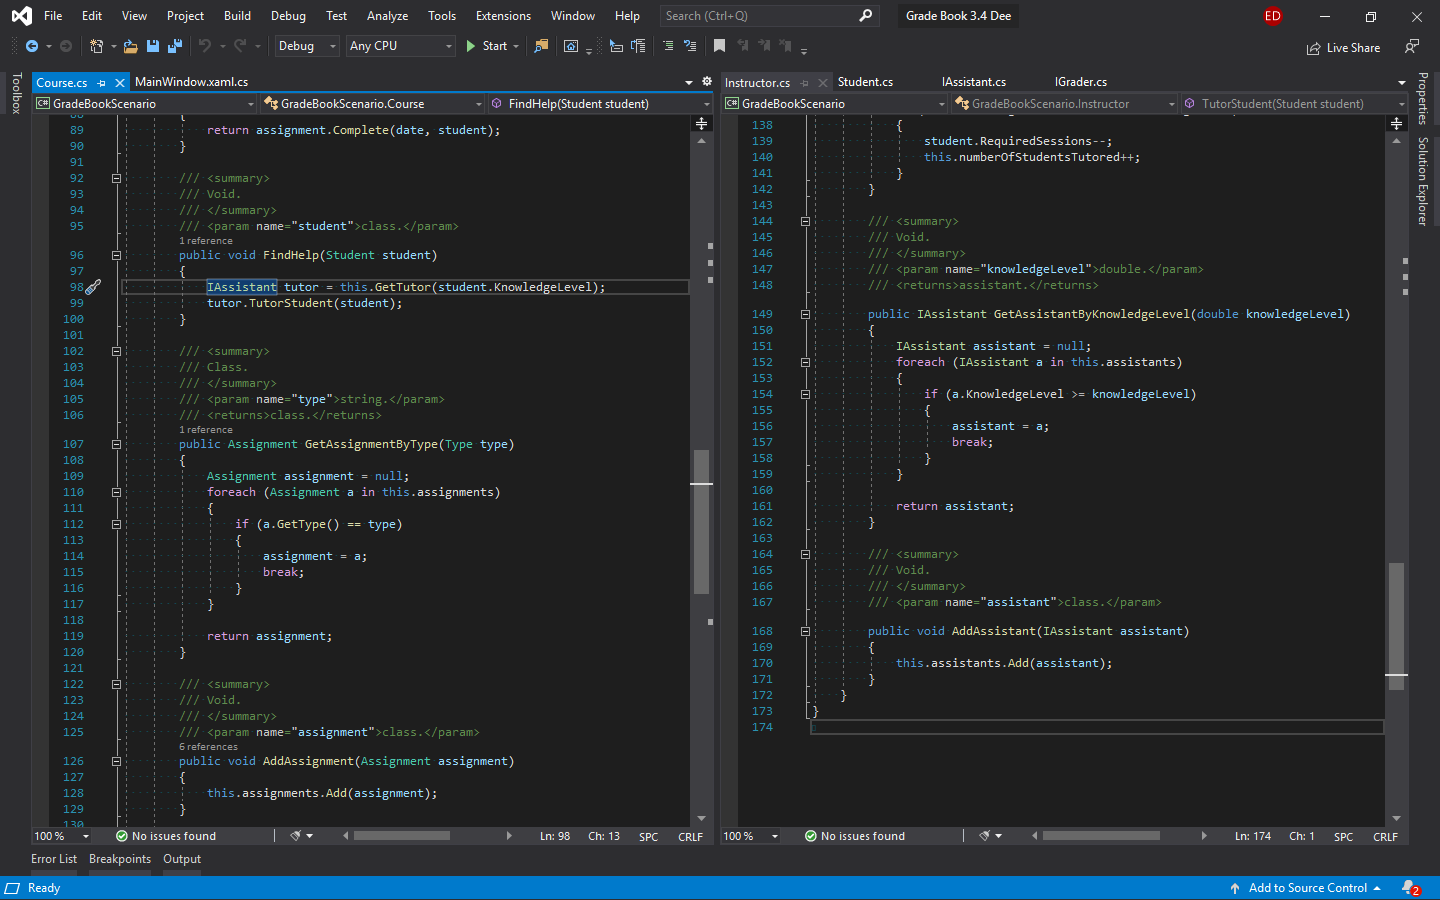 File Edit View Project Build Debug Test Analyze Tools Extensions Window Help Search (Ctrl+Q) Grade Book 3.4 Dee ED
Debug Any CPU Start Live Share
Toolbox
Course.cs MainWindow.xaml.cs
GradeBookScenario GradeBookScenario.Course FindHelp(Student student)
88 {
89 return assignment.Complete(date, student);
90 }
91
92 /// <summary>
93 /// Void.
94 /// </summary>
95 /// <param name="student">class.</param>
1 reference
96 public void FindHelp(Student student)
97 {
98 IAssistant tutor = this.GetTutor(student.KnowledgeLevel);
99 tutor.TutorStudent(student);
100 }
101
102 /// <summary>
103 /// Class.
104 /// </summary>
105 /// <param name="type">string.</param>
106 /// <returns>class.</returns>
1 reference
107 public Assignment GetAssignmentByType(Type type)
108 {
109 Assignment assignment = null;
110 foreach (Assignment a in this.assignments)
111 {
112 if (a.GetType() == type)
113 {
114 assignment = a;
115 break;
116 }
117 }
118
119 return assignment;
120 }
121
122 /// <summary>
123 /// Void.
124 /// </summary>
125 /// <param name="assignment">class.</param>
6 references
126 public void AddAssignment(Assignment assignment)
127 {
128 this.assignments.Add(assignment);
129 }
130
100 % No issues found Ln: 98 Ch: 13 SPC CRLF
Instructor.cs Student.cs IAssistant.cs IGrader.cs
GradeBookScenario GradeBookScenario.Instructor TutorStudent(Student student)
138 {
139 student.RequiredSessions--;
140 this.numberOfStudentsTutored++;
141 }
142 }
143
144 /// <summary>
145 /// Void.
146 /// </summary>
147 /// <param name="knowledgeLevel">double.</param>
148 /// <returns>assistant.</returns>
149 public IAssistant GetAssistantByKnowledgeLevel(double knowledgeLevel)
150 {
151 IAssistant assistant = null;
152 foreach (IAssistant a in this.assistants)
153 {
154 if (a.KnowledgeLevel >= knowledgeLevel)
155 {
156 assistant = a;
157 break;
158 }
159 }
160
161 return assistant;
162 }
163
164 /// <summary>
165 /// Void.
166 /// </summary>
167 /// <param name="assistant">class.</param>
168 public void AddAssistant(IAssistant assistant)
169 {
170 this.assistants.Add(assistant);
171 }
172 }
173 }
174
100 % No issues found Ln: 174 Ch: 1 SPC CRLF
Properties
Solution Explorer
Error List Breakpoints Output
Ready Add to Source Control 2